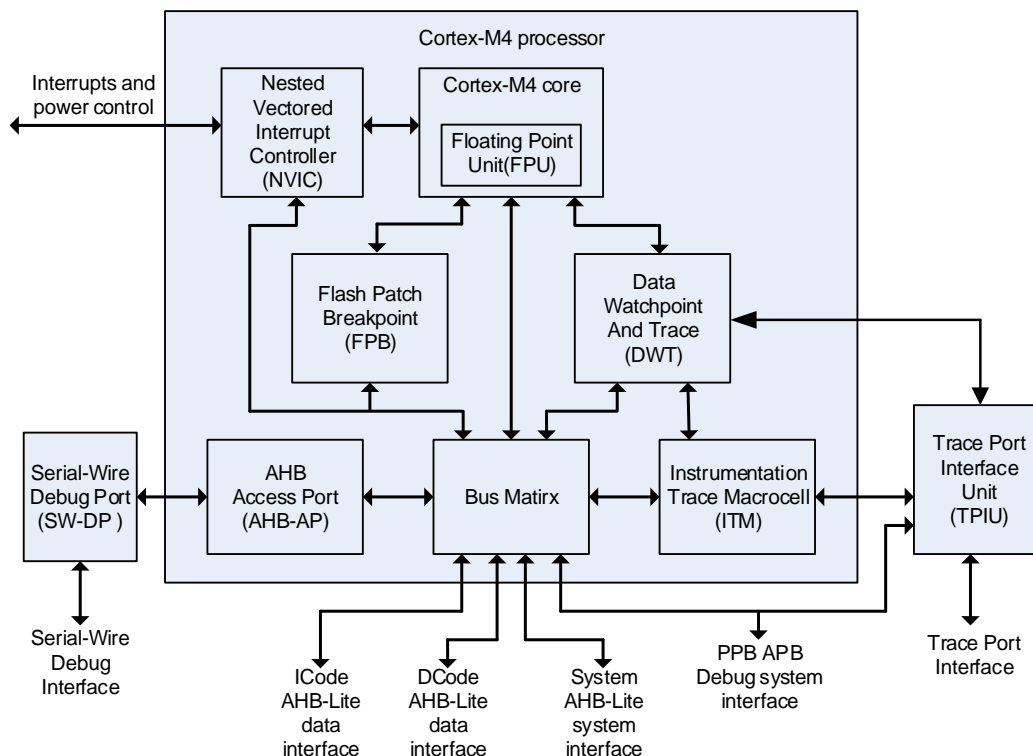 Cortex-M4 processor
Interrupts and
power control
Nested
Vectored
Interrupt
Controller
(NVIC)
Cortex-M4 core
Floating Point
Unit(FPU)
Flash Patch
Breakpoint
(FPB)
Data
Watchpoint
And Trace
(DWT)
Serial-Wire
Debug Port
(SW-DP )
AHB
Access Port
(AHB-AP)
Bus Matirx
Instrumentation
Trace Macrocell
(ITM)
Trace Port
Interface
Unit
(TPIU)
Serial-Wire
Debug
Interface
ICode
AHB-Lite
data
interface
DCode
AHB-Lite
data
interface
System
AHB-Lite
system
interface
PPB APB
Debug system
interface
Trace Port
Interface